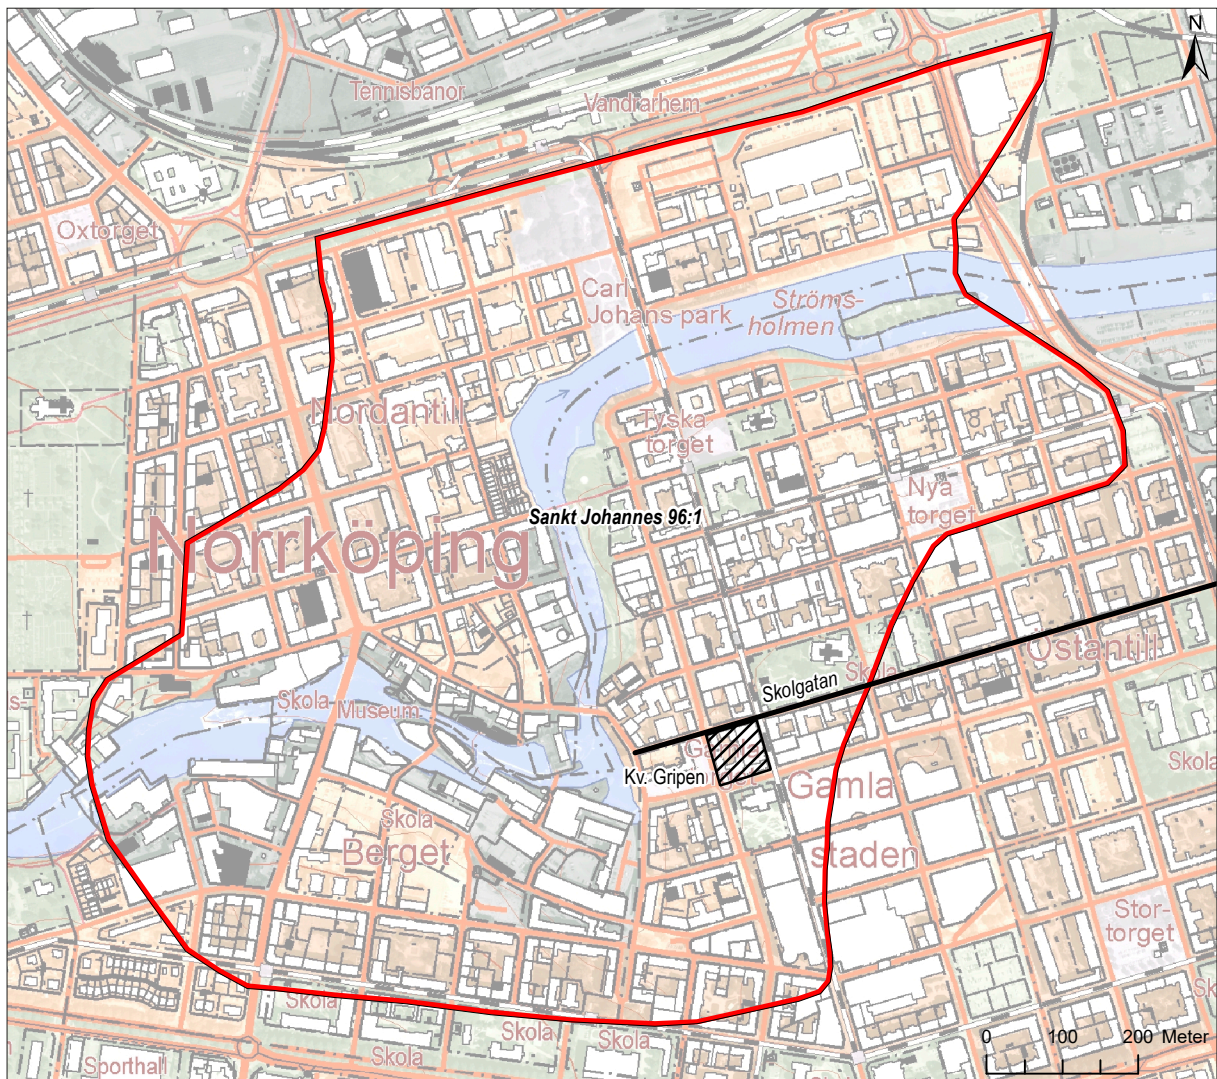 N
Tennisbanor
Vandrarhem
Oxtorget
Carl
Johans park
Ströms-
holmen
Nordantill
Tyska
torget
Nya
torget
Sankt Johannes 96:1
Norrköping
Östantill
Skola
Skolgatan
Skola
Museum
Kv. Gripen
Gamla
Skola
Gamla
staden
Skola
Berget
Stor-
torget
Skola
Skola
Skola
Skola
Sporthall
0 100 200 Meter